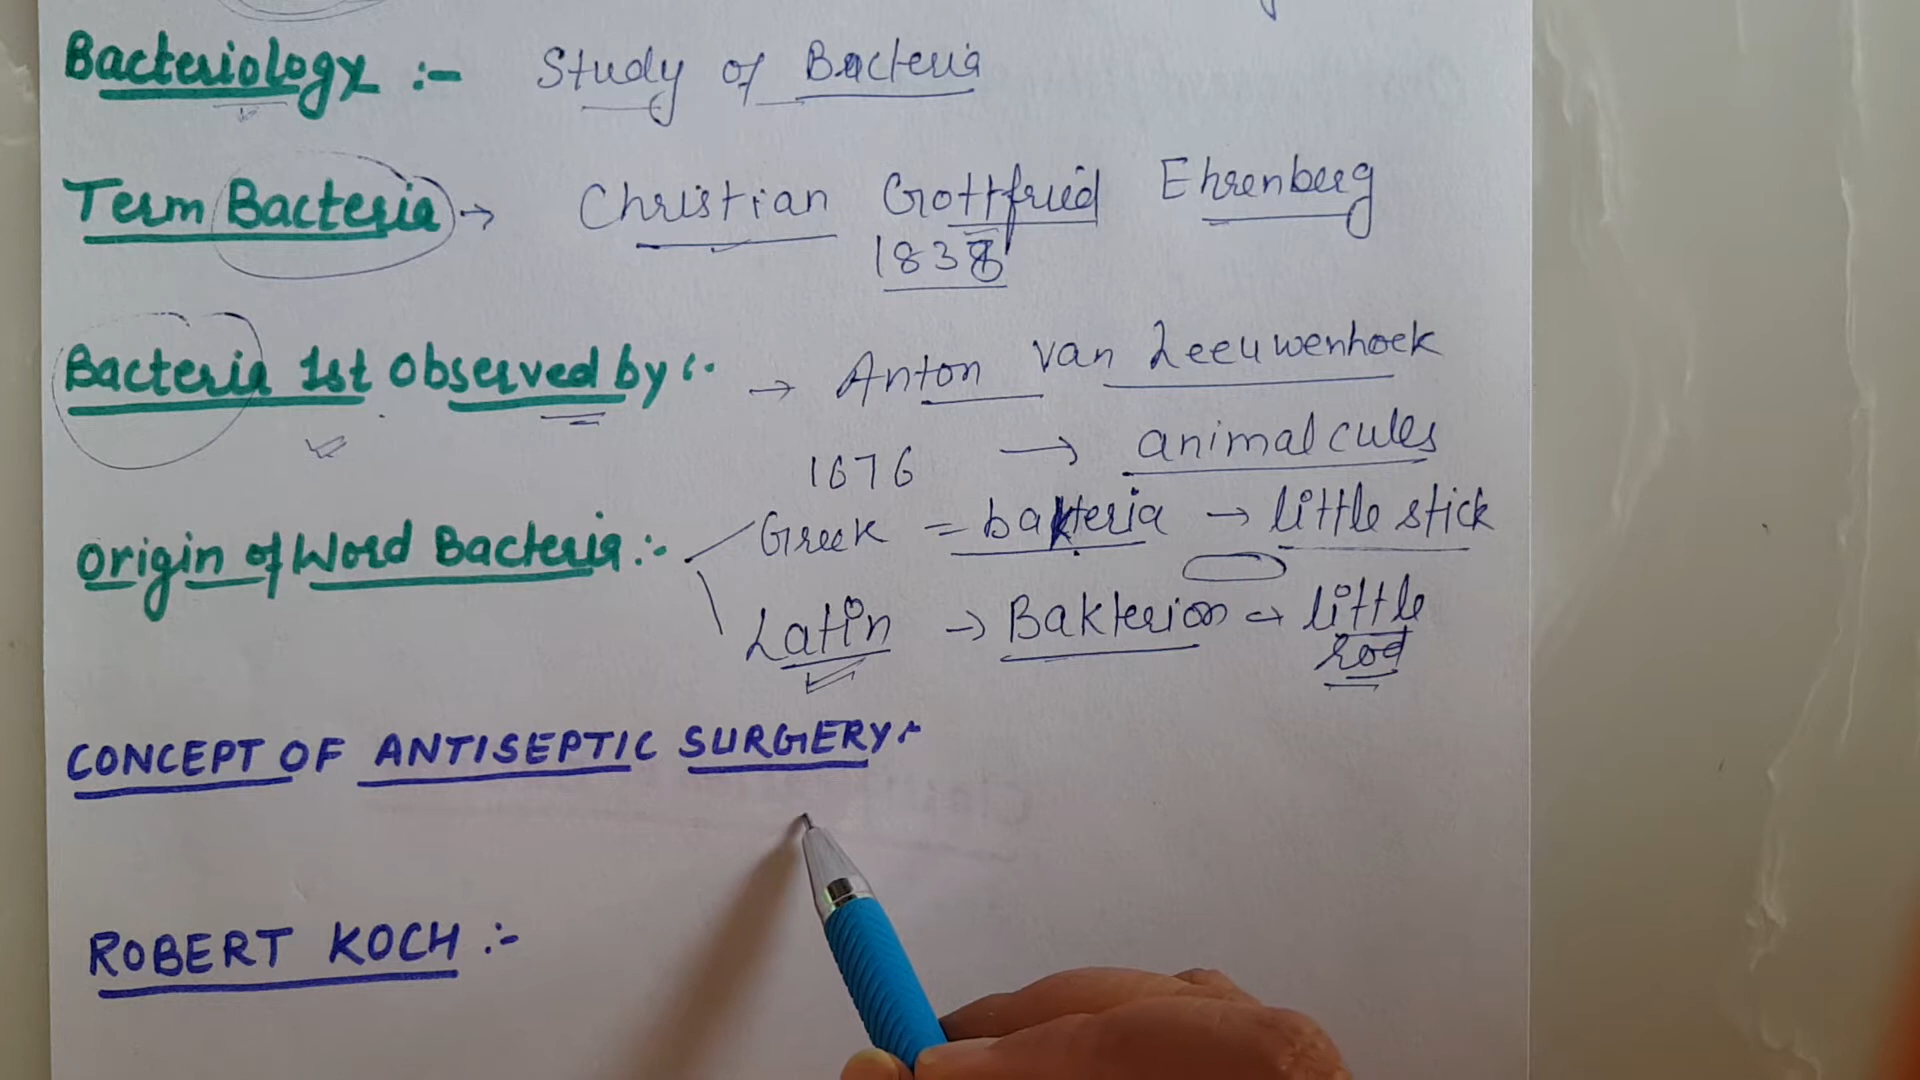 Bacteriology :- Study of Bacteria
Term Bacteria → Christian Gottfried Ehrenberg
1838
Bacteria 1st Observed by :- → Anton van Leeuwenhoek
1676 → animalcules
Origin of Word Bacteria :- Greek = bakteria → little stick
Latin → Bakterion → little
rod
CONCEPT OF ANTISEPTIC SURGERY:-
ROBERT KOCH :-